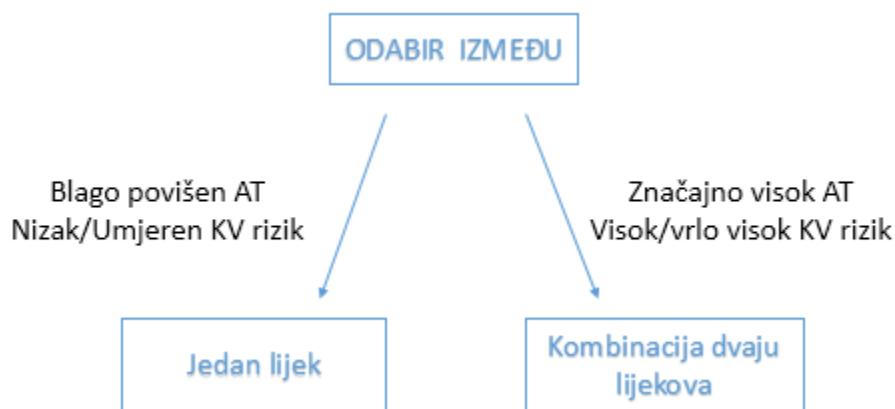 ODABIR IZMEĐU
Blago povišen AT
Nizak/Umjeren KV rizik
Značajno visok AT
Visok/vrlo visok KV rizik
Jedan lijek
Kombinacija dvaju
lijekova